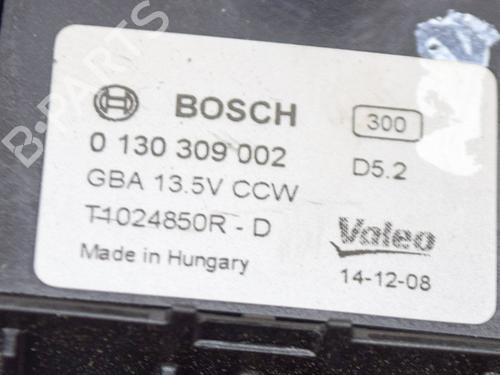 BOSCH
300
0 130 309 002
D5.2
GBA 13.5V CCW
T1024850R - D
Valeo
Made in Hungary
14-12-08
B-PARTS